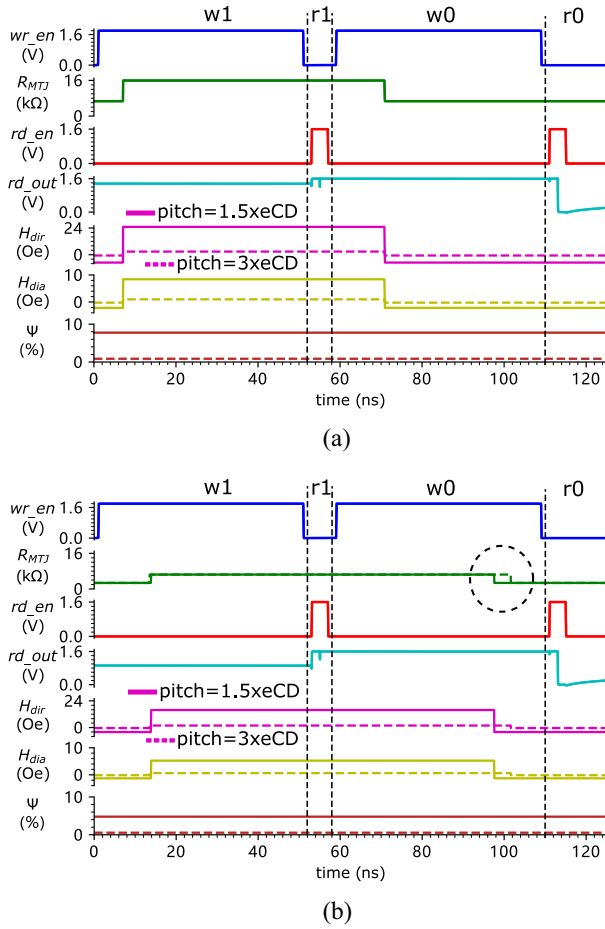 w1 r1 w0 r0
wr_en
(V)
1.6
0.0
R_MTJ
(kΩ)
16
0
rd_en
(V)
1.6
0.0
rd_out
(V)
1.6
0.0
pitch=1.5xeCD
H_dir
(Oe)
24
0
pitch=3xeCD
H_dia
(Oe)
10
0
Ψ
(%)
10
0
0 20 40 60 80 100 120
time (ns)
(a)
w1 r1 w0 r0
wr_en
(V)
1.6
0.0
R_MTJ
(kΩ)
16
0
rd_en
(V)
1.6
0.0
rd_out
(V)
1.6
0.0
pitch=1.5xeCD
H_dir
(Oe)
24
0
pitch=3xeCD
H_dia
(Oe)
10
0
Ψ
(%)
10
0
0 20 40 60 80 100 120
time (ns)
(b)